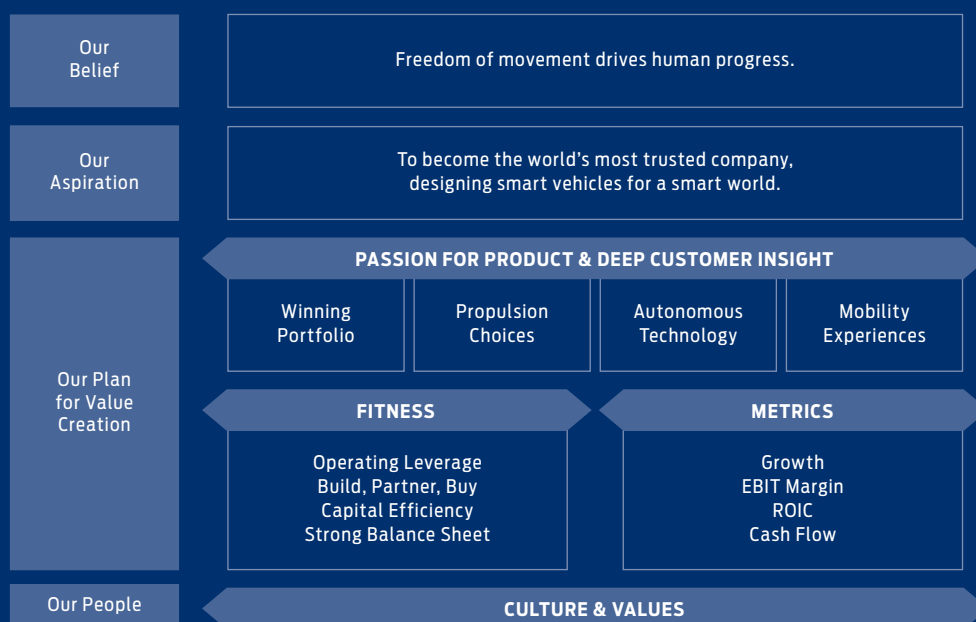 Our
Belief
Freedom of movement drives human progress.
Our
Aspiration
To become the world's most trusted company,
designing smart vehicles for a smart world.
Our Plan
for Value
Creation
PASSION FOR PRODUCT & DEEP CUSTOMER INSIGHT
Winning
Portfolio
Propulsion
Choices
Autonomous
Technology
Mobility
Experiences
FITNESS
Operating Leverage
Build, Partner, Buy
Capital Efficiency
Strong Balance Sheet
METRICS
Growth
EBIT Margin
ROIC
Cash Flow
Our People
CULTURE & VALUES